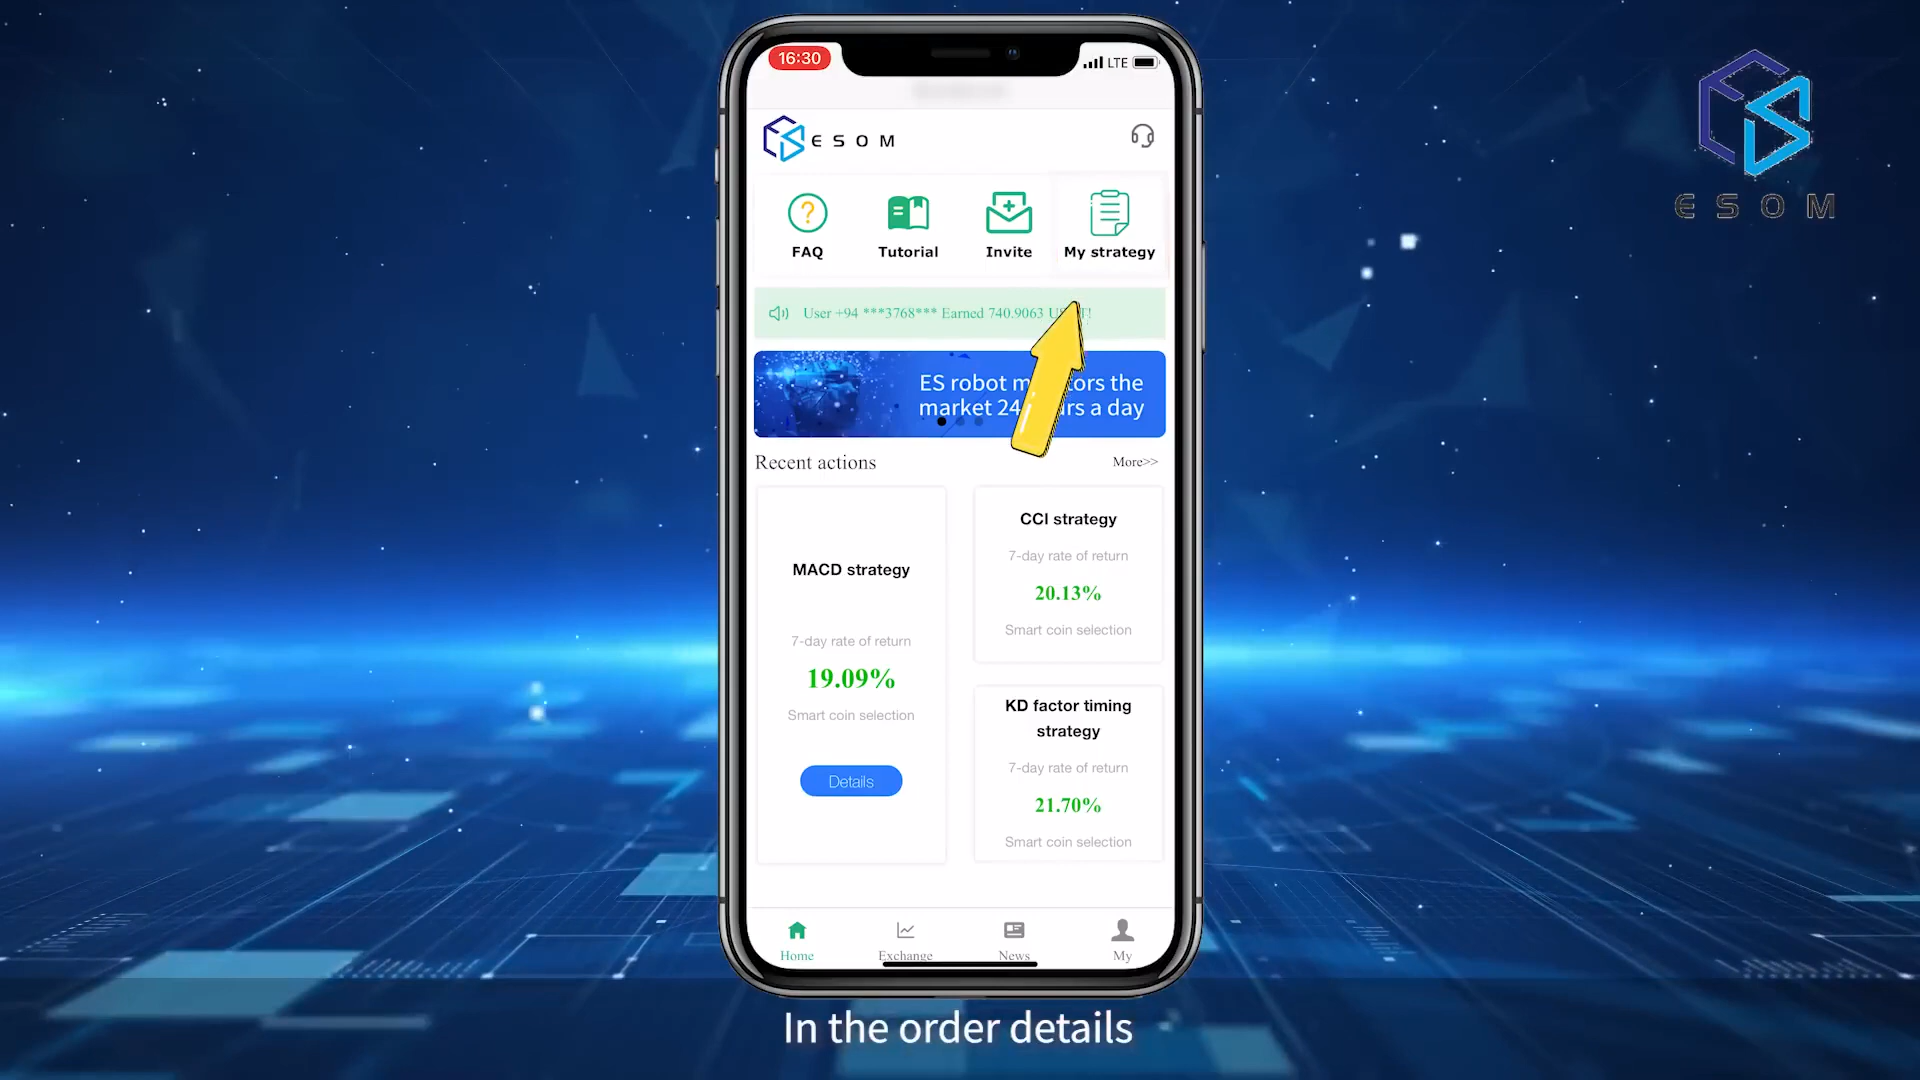 16:30
LTE
ESOM
ESOM
FAQ
Tutorial
Invite
My strategy
User +94 ***3768*** Earned 740.9063
ES robot the
market 24 a day
Recent actions
More>>
MACD strategy
7-day rate of return
19.09%
Smart coin selection
Details
CCI strategy
7-day rate of return
20.13%
Smart coin selection
KD factor timing
strategy
7-day rate of return
21.70%
Smart coin selection
Home
Exchange
News
My
In the order details